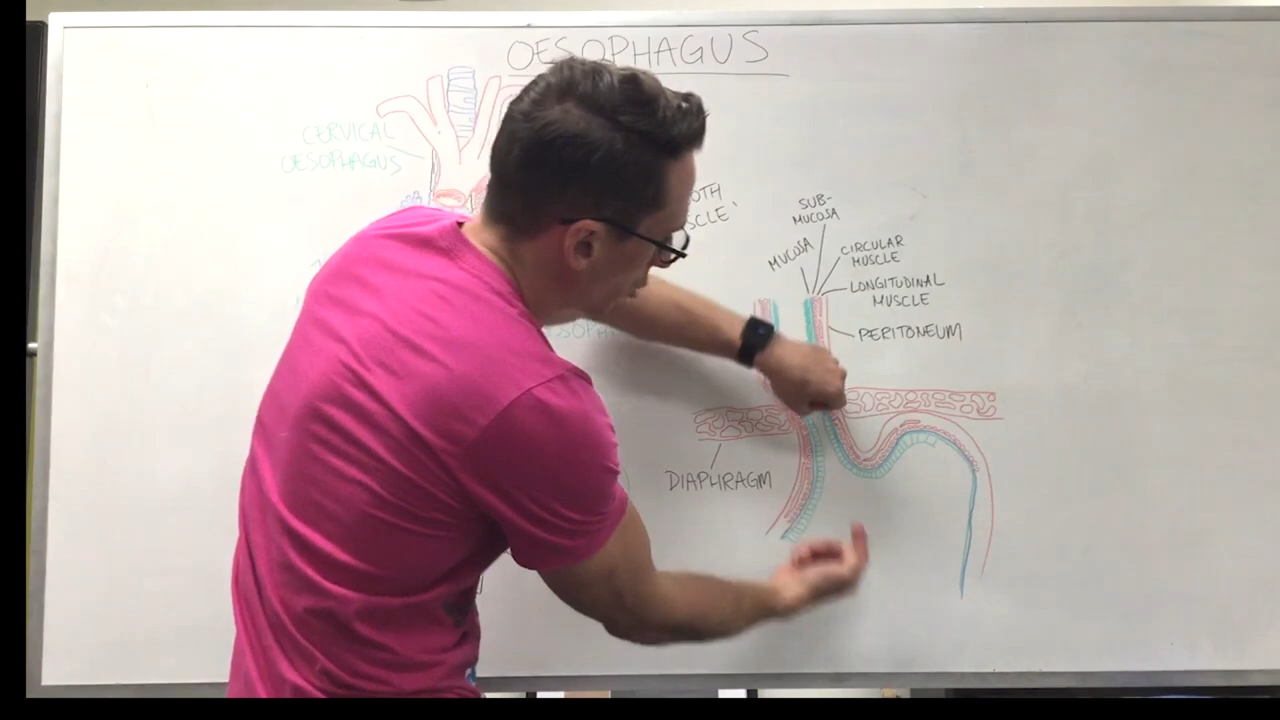 OESOPHAGUS
CERVICAL
OESOPHAGUS
SUB-
MUCOSA
MUCOSA
CIRCULAR
MUSCLE
LONGITUDINAL
MUSCLE
PERITONEUM
DIAPHRAGM